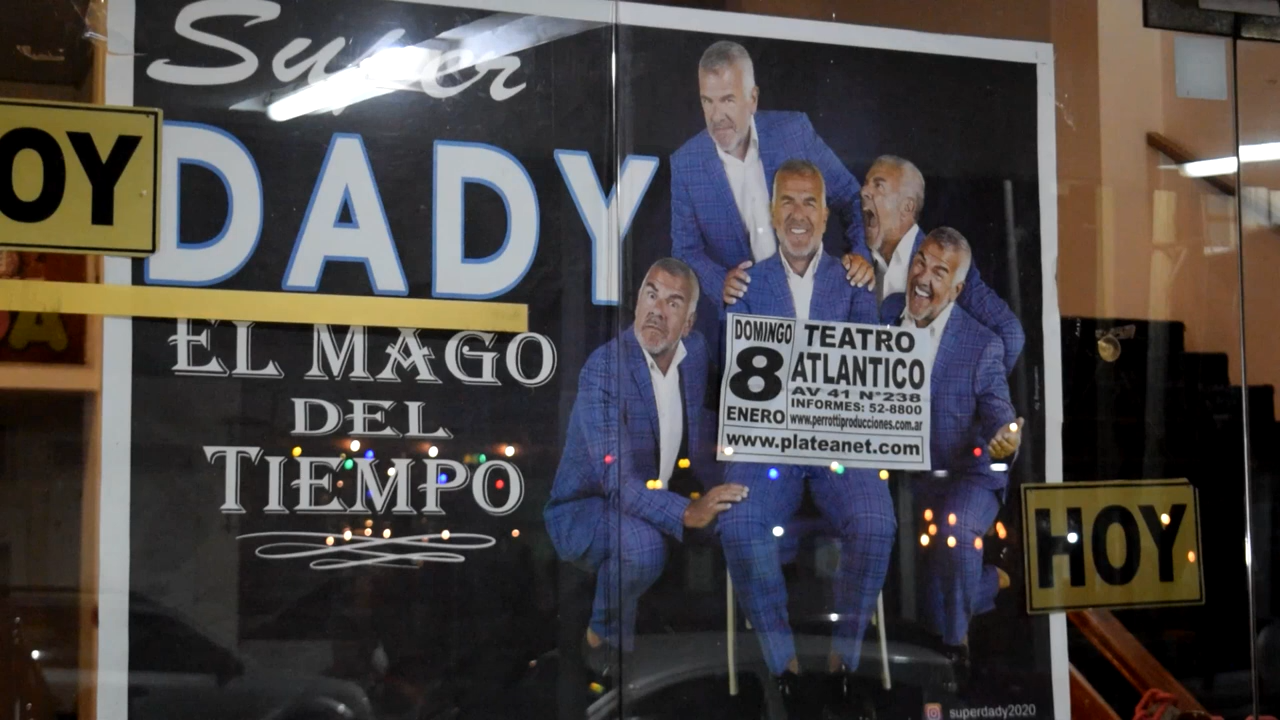 Super
DADY
OY
EL MAGO
DEL
TIEMPO
DOMINGO
8
ENERO
TEATRO
ATLANTICO
AV 41 N°238
INFORMES: 52-8800
www.perrottiproducciones.com.ar
www.plateanet.com
HOY
superdady2020